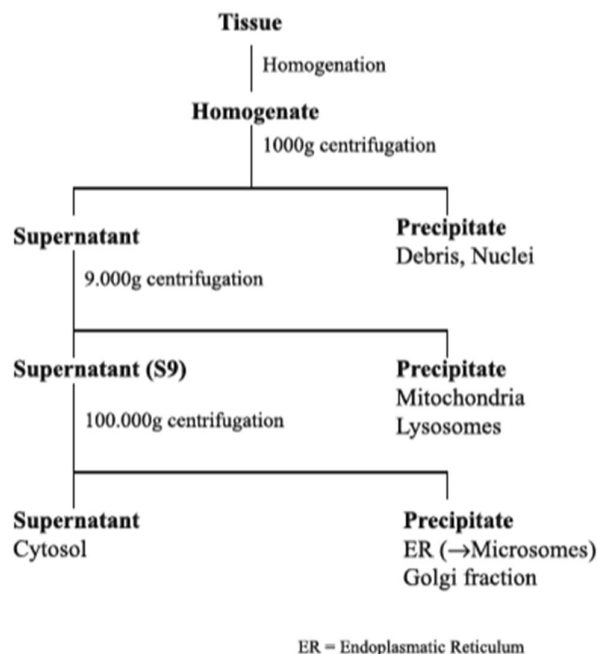 Tissue
Homogenation
Homogenate
1000g centrifugation
Supernatant
Precipitate
Debris, Nuclei
9.000g centrifugation
Supernatant (S9)
Precipitate
Mitochondria
Lysosomes
100.000g centrifugation
Supernatant
Cytosol
Precipitate
ER (→Microsomes)
Golgi fraction
ER = Endoplasmatic Reticulum